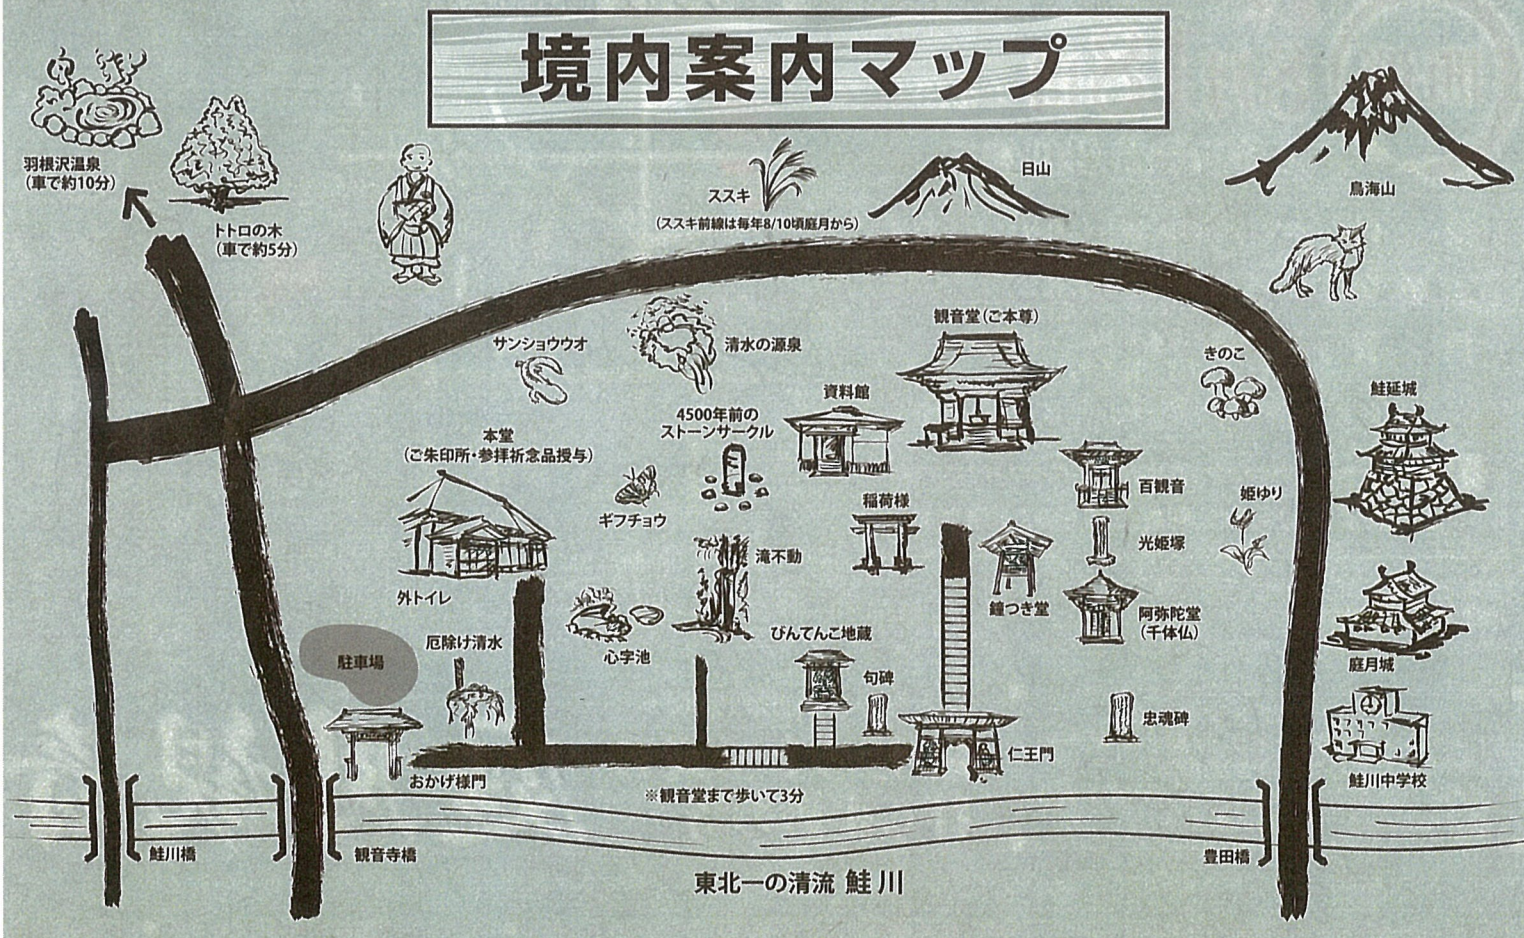 境内案内マップ
羽根沢温泉
（車で約10分）
トトロの木
（車で約5分）
ススキ
（ススキ前線は毎年8/10頃庭月から）
日山
鳥海山
サンショウウオ
清水の源泉
観音堂（ご本尊）
きのこ
資料館
鮭延城
4500年前の
ストーンサークル
本堂
（ご朱印所・参拝祈念品授与）
ギフチョウ
稲荷様
百観音
姫ゆり
滝不動
光姫塚
外トイレ
鐘つき堂
阿弥陀堂
（千体仏）
厄除け清水
心字池
ぴんてんこ地蔵
駐車場
句碑
庭月城
忠魂碑
仁王門
おかげ様門
鮭川中学校
※観音堂まで歩いて3分
鮭川橋
観音寺橋
豊田橋
東北一の清流 鮭川